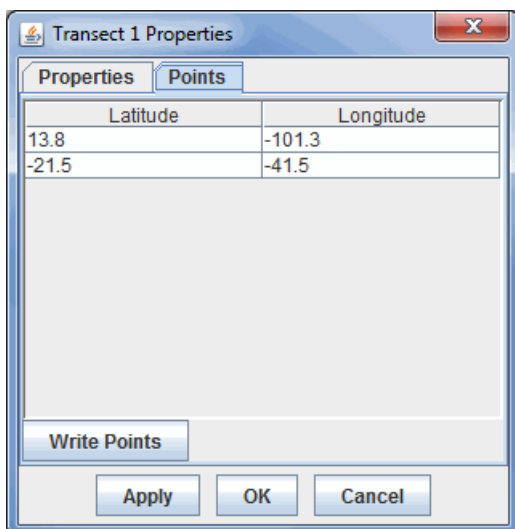 Transect 1 Properties
Properties Points
Latitude Longitude
13.8 -101.3
-21.5 -41.5
Write Points
Apply OK Cancel